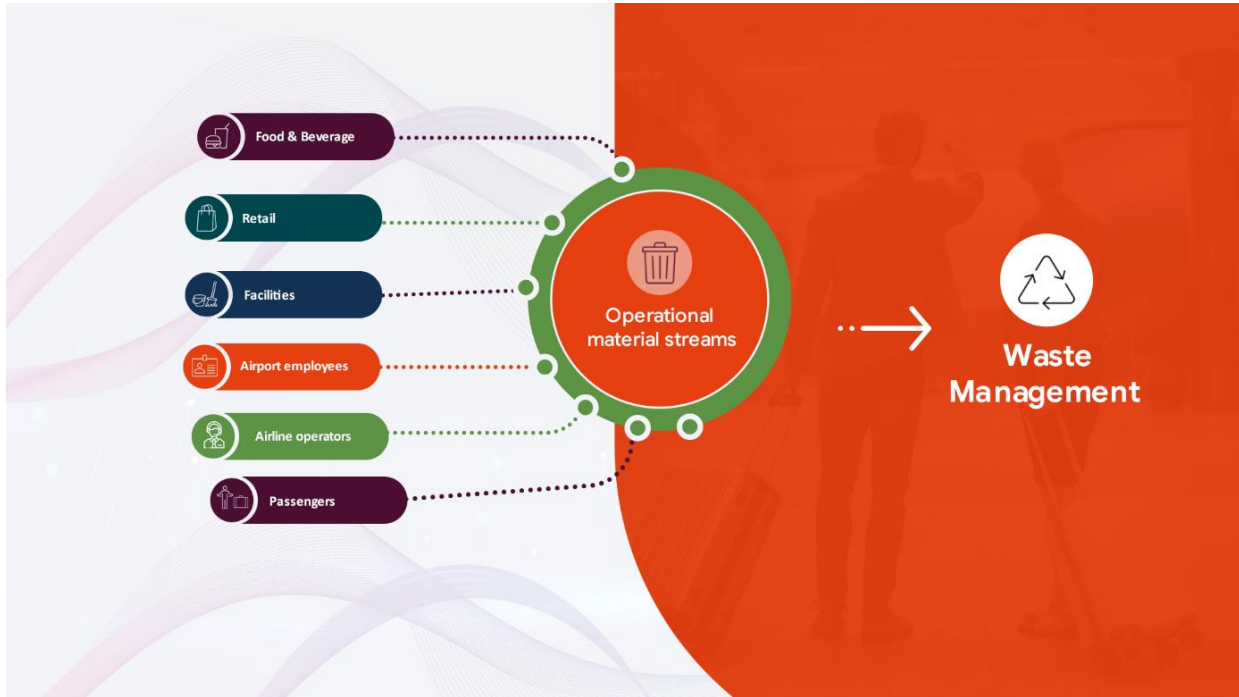 Food & Beverage
Retail
Facilities
Airport employees
Airline operators
Passengers
Operational
material streams
Waste
Management